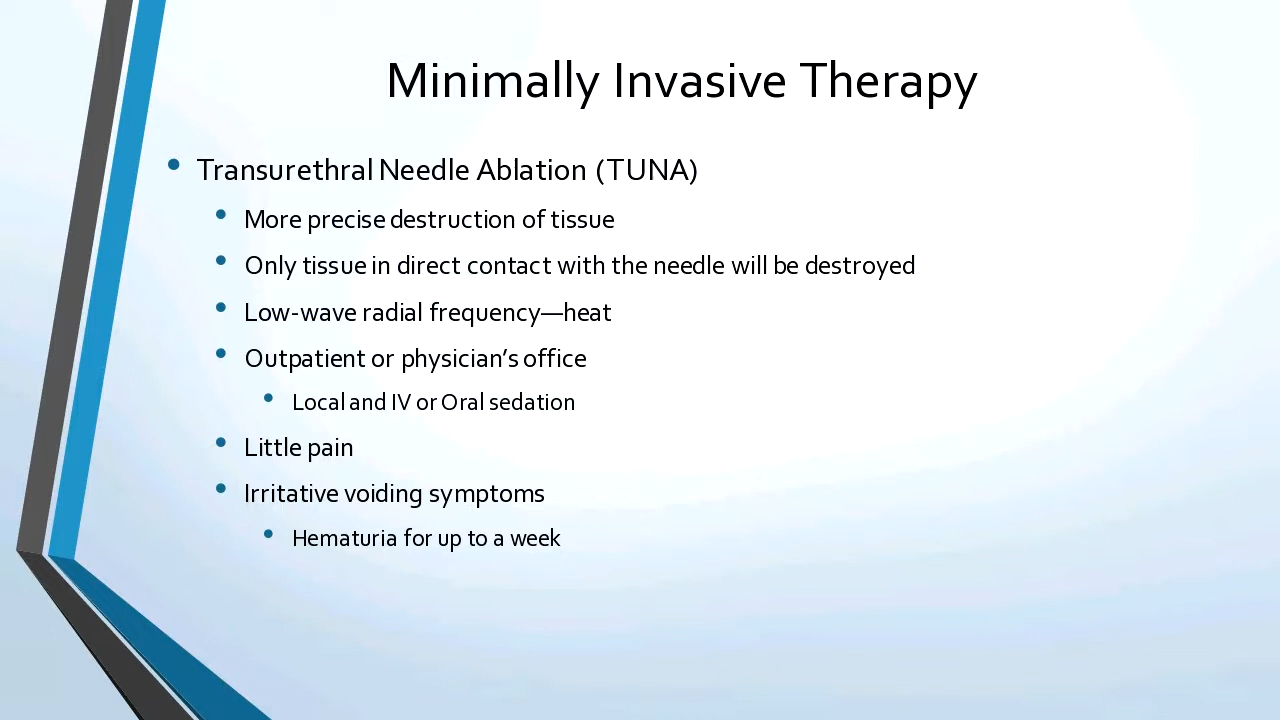 Minimally Invasive Therapy
• Transurethral Needle Ablation (TUNA)
• More precise destruction of tissue
• Only tissue in direct contact with the needle will be destroyed
• Low-wave radial frequency—heat
• Outpatient or physician’s office
• Local and IV or Oral sedation
• Little pain
• Irritative voiding symptoms
• Hematuria for up to a week